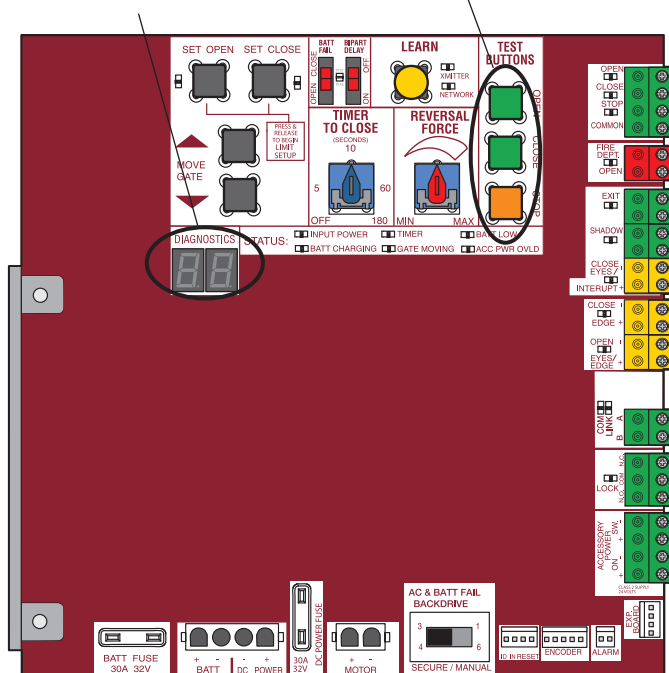 SET OPEN SET CLOSE
PRESS &
RELEASE
TO BEGIN
LIMIT
SETUP
MOVE
GATE
BATT
FAIL
OPEN CLOSE
BIPART
DELAY
OFF
ON
LEARN
XMITTER
NETWORK
TEST
BUTTONS
OPEN
CLOSE
STOP
TIMER
TO CLOSE
(SECONDS)
10
5 60
OFF 180
REVERSAL
FORCE
MIN MAX
DIAGNOSTICS
STATUS:
INPUT POWER TIMER BATT LOW
BATT CHARGING GATE MOVING ACC PWR OVLD
OPEN
CLOSE
STOP
COMMON
FIRE
DEPT.
OPEN
EXIT
SHADOW
CLOSE -
EYES/
INTERUPT +
CLOSE -
EDGE +
OPEN -
EYES/
EDGE +
COM
LINK
A
B
LOCK
N.C.
COM
N.O.
ACCESSORY
POWER
SW.
- +
ON
- +
CLASS 2 SUPPLY
24 VOLTS
EXP.
BOARD
BATT FUSE
30A 32V
+ - - +
BATT DC POWER
DC POWER FUSE
30A
32V
+ -
MOTOR
AC & BATT FAIL
BACKDRIVE
3 1
4 6
SECURE / MANUAL
ID IN RESET
ENCODER
ALARM